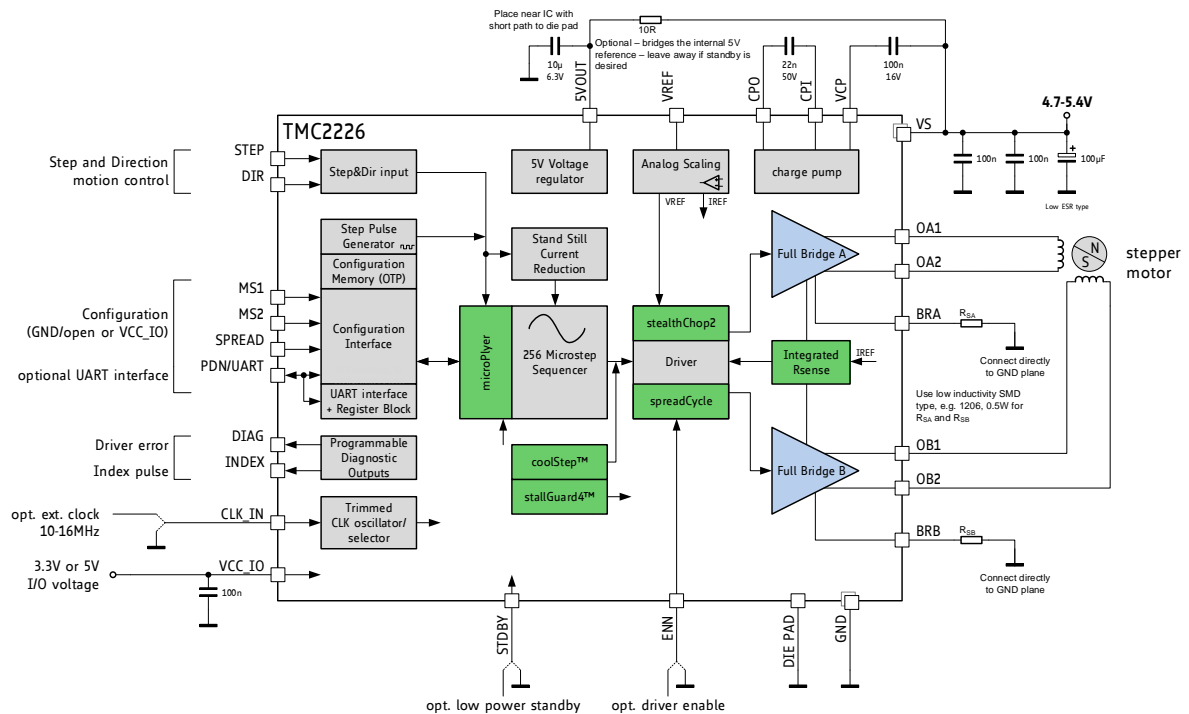 Place near IC with
short path to die pad
10R
Optional – bridges the internal 5V
reference – leave away if standby is
desired
10µ
6.3V
22n
50V
100n
16V
5VOUT
VREF
CPO
CPI
VCP
4.7-5.4V
VS
100n
100n
+
100µF
Low ESR type
TMC2226
Step and Direction
motion control
STEP
DIR
Step&Dir input
5V Voltage
regulator
Analog Scaling
VREF
IREF
charge pump
Step Pulse
Generator
Configuration
Memory (OTP)
Stand Still
Current
Reduction
Full Bridge A
OA1
OA2
N
S
stepper
motor
Configuration
(GND/open or VCC_IO)
optional UART interface
MS1
MS2
SPREAD
PDN/UART
Configuration
Interface
UART interface
+ Register Block
microPlyer
256 Microstep
Sequencer
stealthChop2
Driver
spreadCycle
Integrated
Rsense
IREF
BRA
RSA
Connect directly
to GND plane
Use low inductivity SMD
type, e.g. 1206, 0.5W for
RSA and RSB
Driver error
Index pulse
DIAG
INDEX
Programmable
Diagnostic
Outputs
coolStep™
stallGuard4™
Full Bridge B
OB1
OB2
opt. ext. clock
10-16MHz
CLK_IN
Trimmed
CLK oscillator/
selector
BRB
RSB
Connect directly
to GND plane
3.3V or 5V
I/O voltage
VCC_IO
100n
STDBY
ENN
DIE PAD
GND
opt. low power standby
opt. driver enable